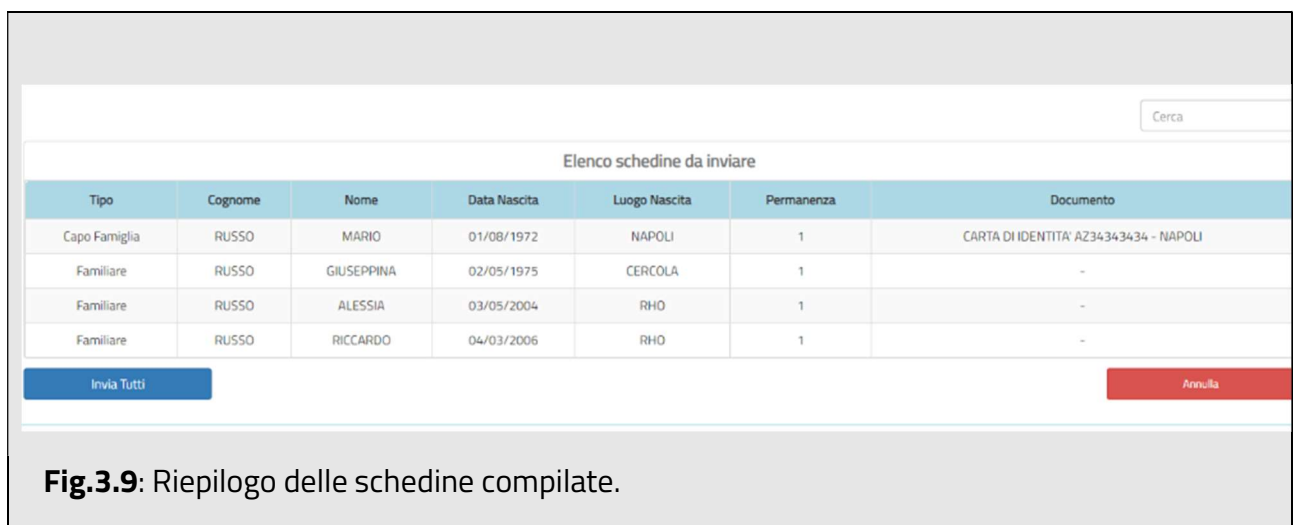 Cerca
Elenco schedine da inviare
Tipo Cognome Nome Data Nascita Luogo Nascita Permanenza Documento
Capo Famiglia RUSSO MARIO 01/08/1972 NAPOLI 1 CARTA DI IDENTITA' AZ34343434 - NAPOLI
Familiare RUSSO GIUSEPPINA 02/05/1975 CERCOLA 1 -
Familiare RUSSO ALESSIA 03/05/2004 RHO 1 -
Familiare RUSSO RICCARDO 04/03/2006 RHO 1 -
Invia Tutti Annulla
Fig.3.9: Riepilogo delle schedine compilate.